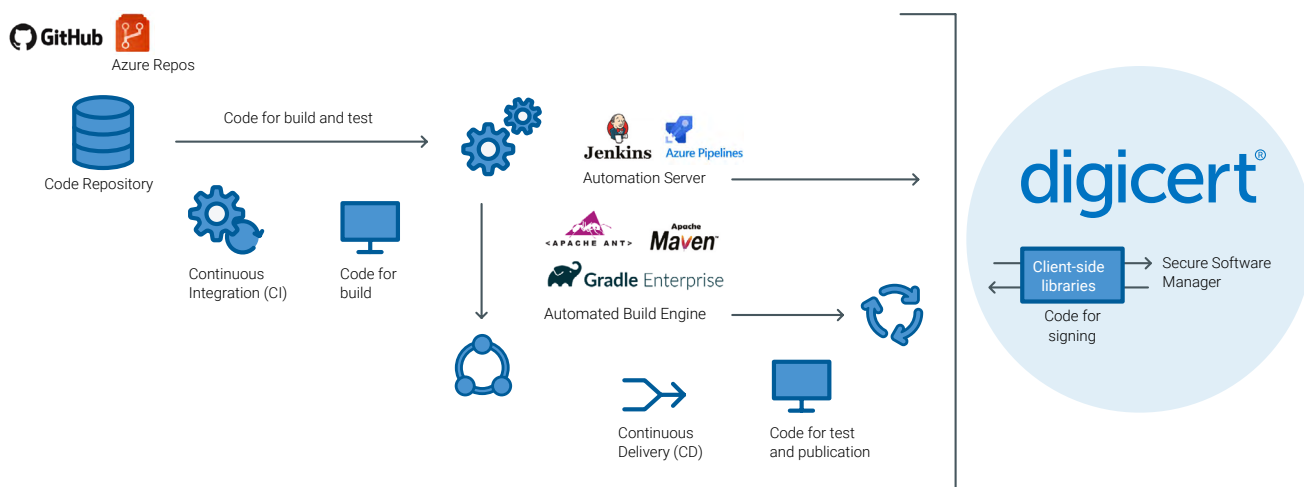 GitHub
Azure Repos
Code Repository
Code for build and test
Continuous
Integration (CI)
Code for
build
Jenkins
Azure Pipelines
Automation Server
<APACHE ANT>
Apache
Maven™
Gradle Enterprise
Automated Build Engine
Continuous
Delivery (CD)
Code for test
and publication
digicert®
Client-side
libraries
Secure Software
Manager
Code for
signing